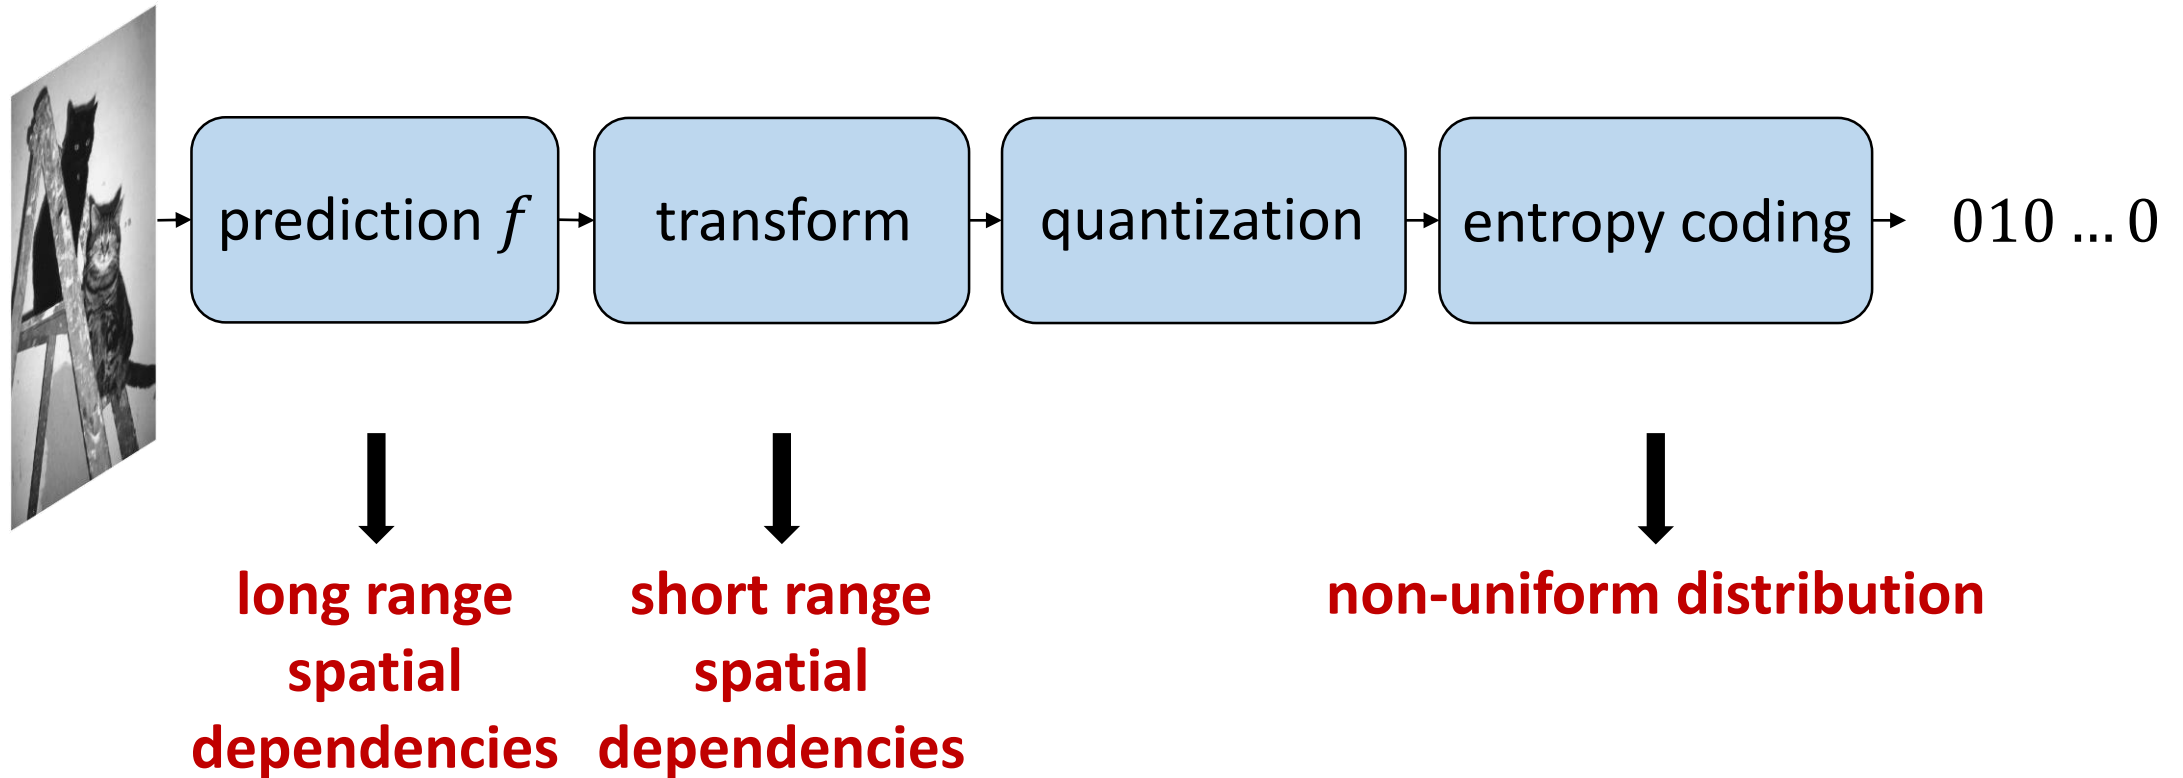 prediction f
transform
quantization
entropy coding
010 ... 0
long range
spatial
dependencies
short range
spatial
dependencies
non-uniform distribution